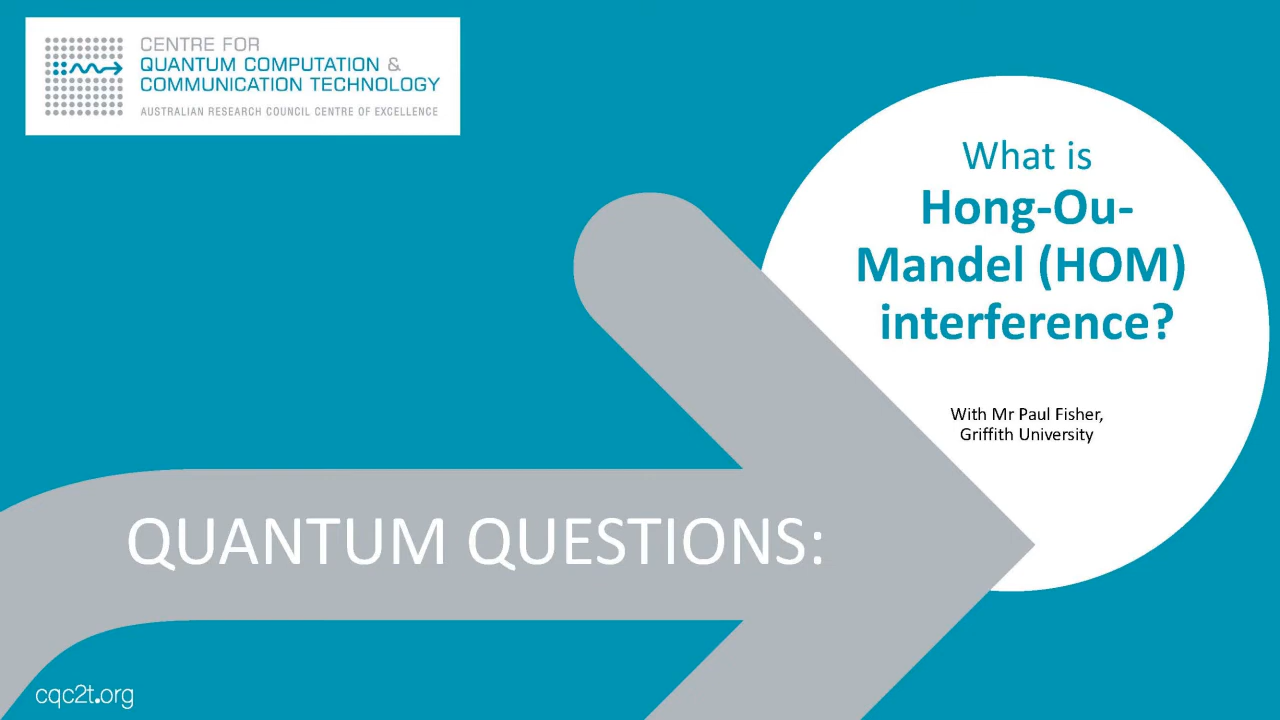 CENTRE FOR
QUANTUM COMPUTATION &
COMMUNICATION TECHNOLOGY
AUSTRALIAN RESEARCH COUNCIL CENTRE OF EXCELLENCE
What is
Hong-Ou-
Mandel (HOM)
interference?
With Mr Paul Fisher,
Griffith University
QUANTUM QUESTIONS:
cqc2t.org